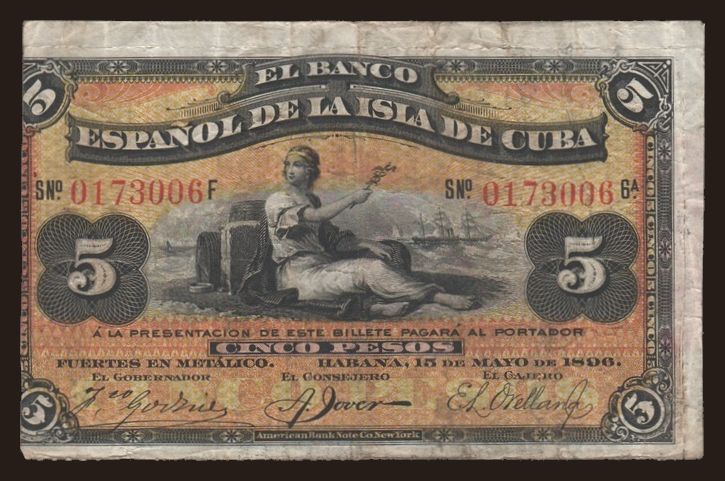 EL BANCO
ESPAÑOL DE LA ISLA DE CUBA
5 5
SNº 0173006F SNº 0173006 6A.
5 5
Á LA PRESENTACION DE ESTE BILLETE PAGARÁ AL PORTADOR
CINCO PESOS
FUERTES EN METÁLICO. HABANA, 15 DE MAYO DE 1896.
EL GOBERNADOR EL CONSEJERO EL CAJERO
5 5
American Bank Note Co. New York